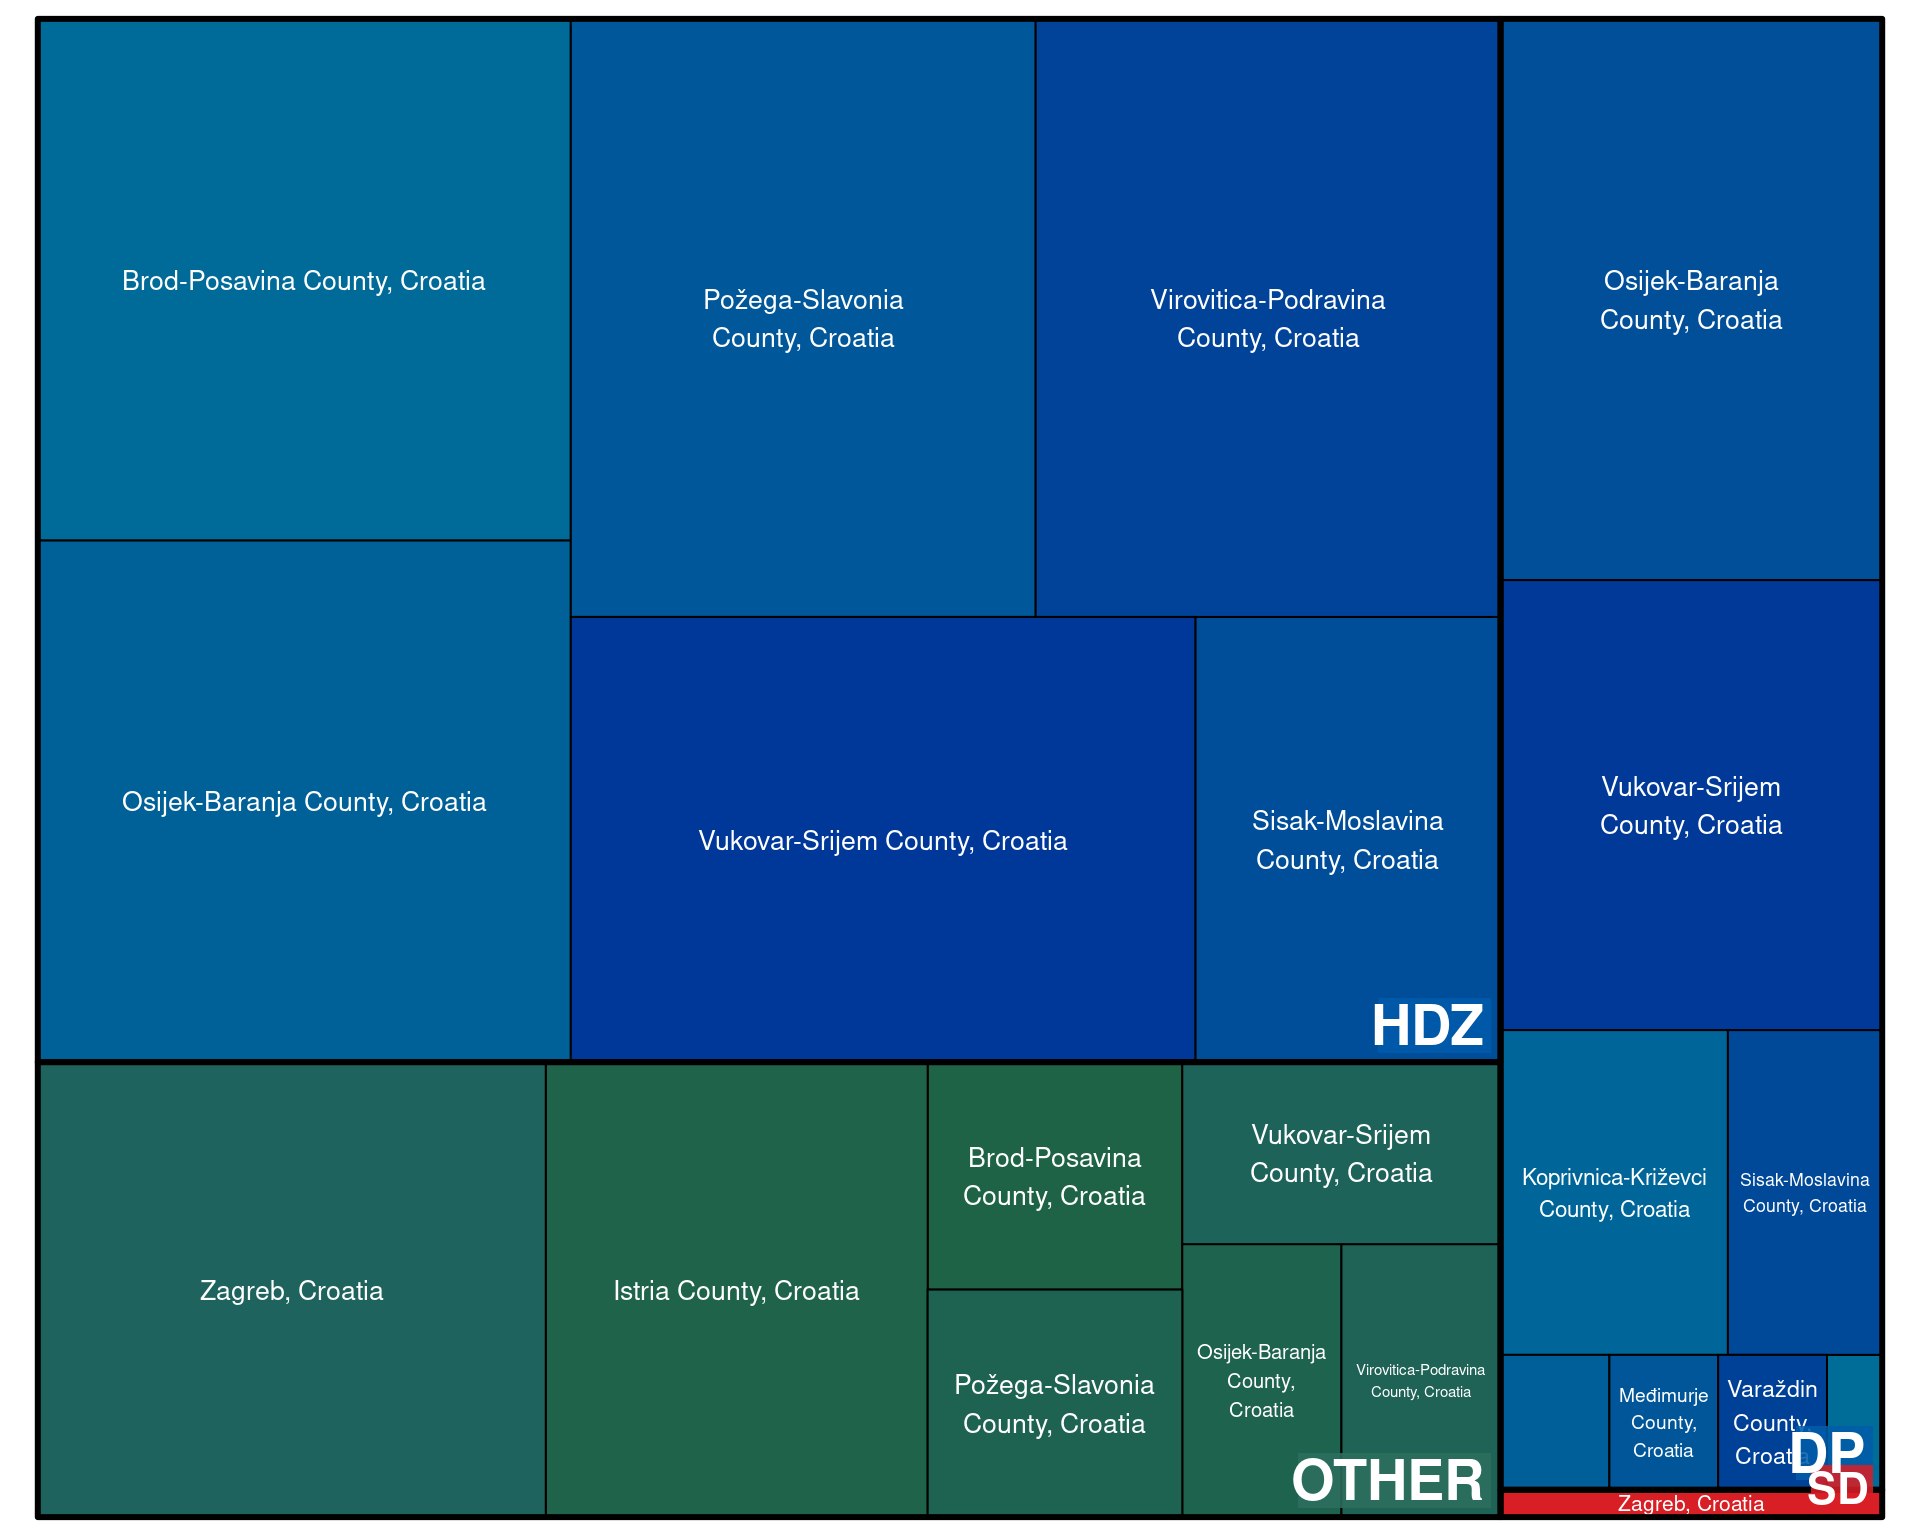 Brod-Posavina County, Croatia
Požega-Slavonia
County, Croatia
Virovitica-Podravina
County, Croatia
Osijek-Baranja County, Croatia
Vukovar-Srijem County, Croatia
Sisak-Moslavina
County, Croatia
HDZ
Zagreb, Croatia
Istria County, Croatia
Brod-Posavina
County, Croatia
Požega-Slavonia
County, Croatia
Vukovar-Srijem
County, Croatia
Osijek-Baranja
County,
Croatia
Virovitica-Podravina
County, Croatia
OTHER
Osijek-Baranja
County, Croatia
Vukovar-Srijem
County, Croatia
Koprivnica-Križevci
County, Croatia
Sisak-Moslavina
County, Croatia
Međimurje
County,
Croatia
Varaždin
County,
Croatia
DP
SD
Zagreb, Croatia